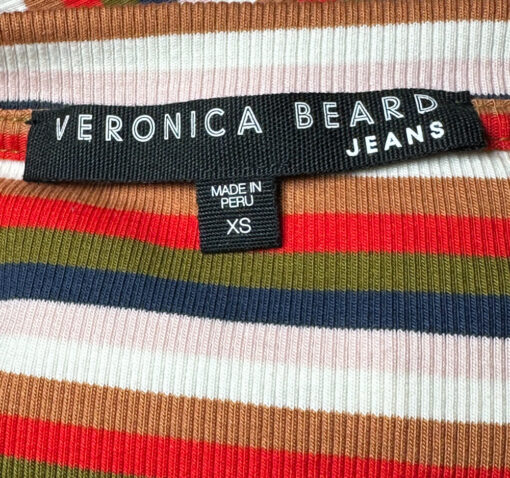 VERONICA BEARD
JEANS
MADE IN
PERU
XS